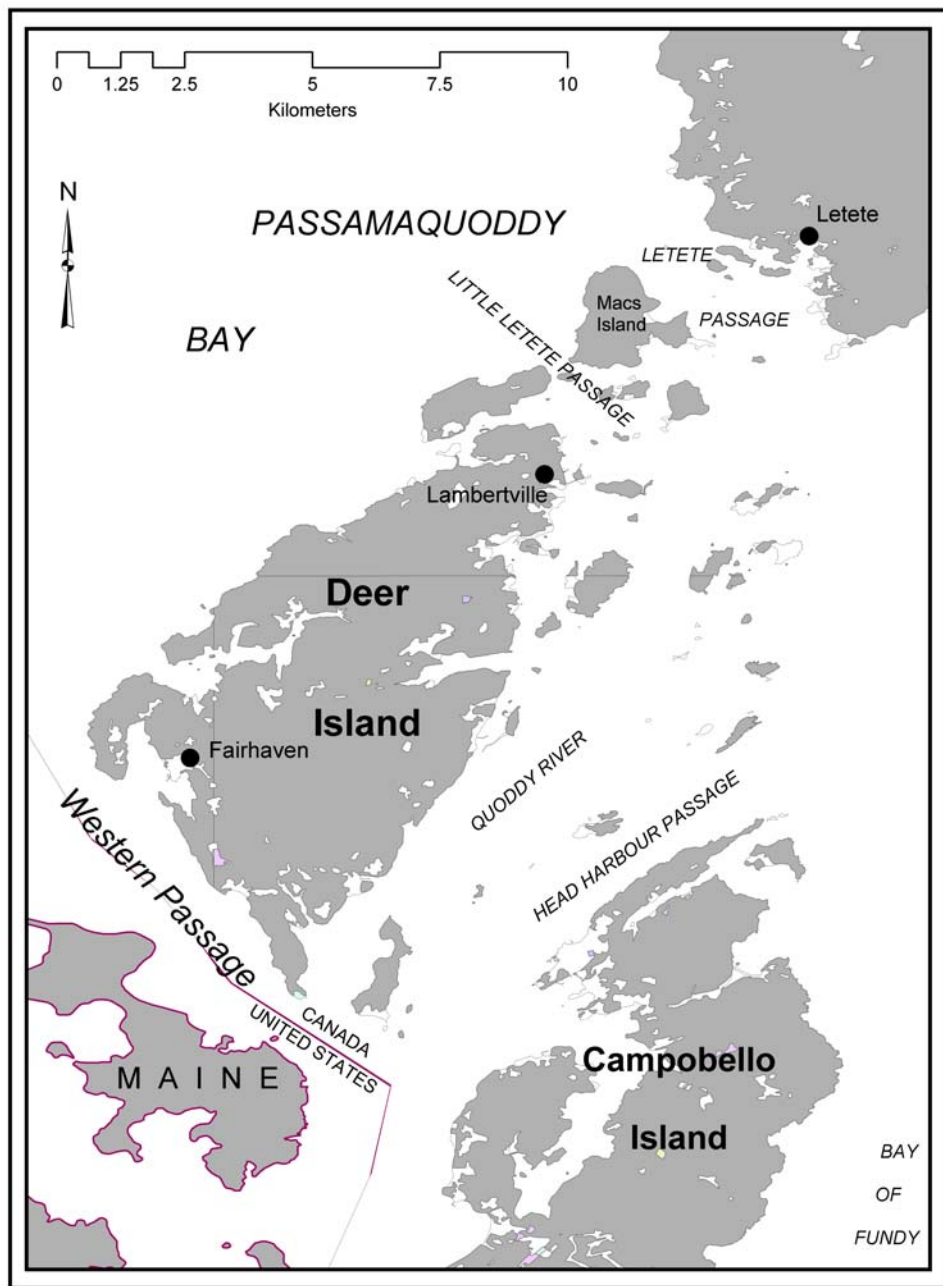 0 1.25 2.5 5 7.5 10
Kilometers
N
PASSAMAQUODDY
BAY
Letete
LETETE
PASSAGE
Macs
Island
LITTLE LETETE PASSAGE
Lambertville
Deer
Island
Fairhaven
QUODDY RIVER
HEAD HARBOUR PASSAGE
Western Passage
CANADA
UNITED STATES
MAINE
Campobello
Island
BAY
OF
FUNDY